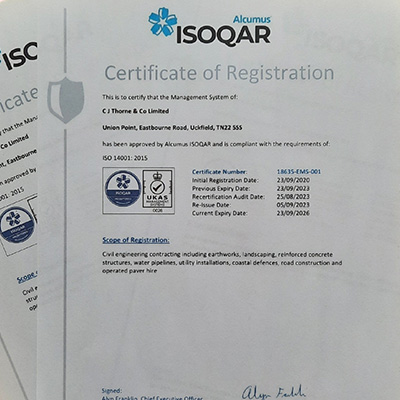 Alcumus
ISOQAR
Certificate of Registration
This is to certify that the Management System of:
C J Thorne & Co Limited
Union Point, Eastbourne Road, Uckfield, TN22 5SS
has been approved by Alcumus ISOQAR and is compliant with the requirements of:
ISO 14001: 2015
Certificate Number: 18635-EMS-001
Initial Registration Date: 23/09/2020
Previous Expiry Date: 23/09/2023
Recertification Audit Date: 25/08/2023
Re-Issue Date: 05/09/2023
Current Expiry Date: 23/09/2026
ISOQAR
UKAS
0026
Scope of Registration:
Civil engineering contracting including earthworks, landscaping, reinforced concrete
structures, water pipelines, utility installations, coastal defences, road construction and
operated paver hire
Signed:
Alyn Franklin, Chief Executive Officer